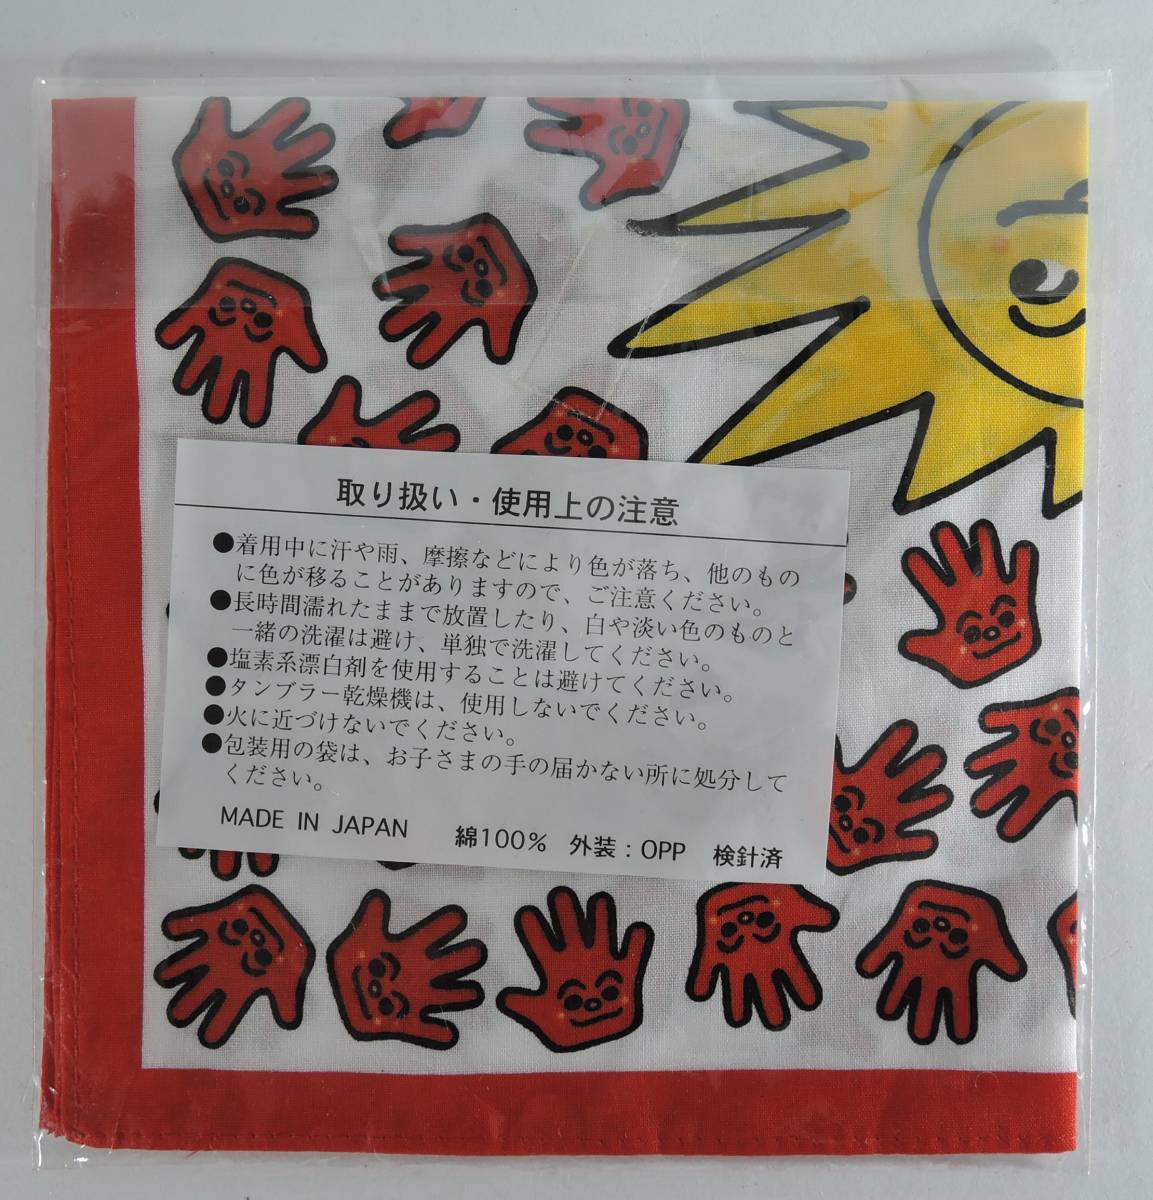 取り扱い・使用上の注意
●着用中に汗や雨、摩擦などにより色が落ち、他のもの
に色が移ることがありますので、ご注意ください。
●長時間濡れたままで放置したり、白や淡い色のものと
一緒の洗濯は避け、単独で洗濯してください。
●塩素系漂白剤を使用することは避けてください。
●タンブラー乾燥機は、使用しないでください。
●火に近づけないでください。
●包装用の袋は、お子さまの手の届かない所に処分して
ください。
MADE IN JAPAN 綿100% 外装：OPP 検針済